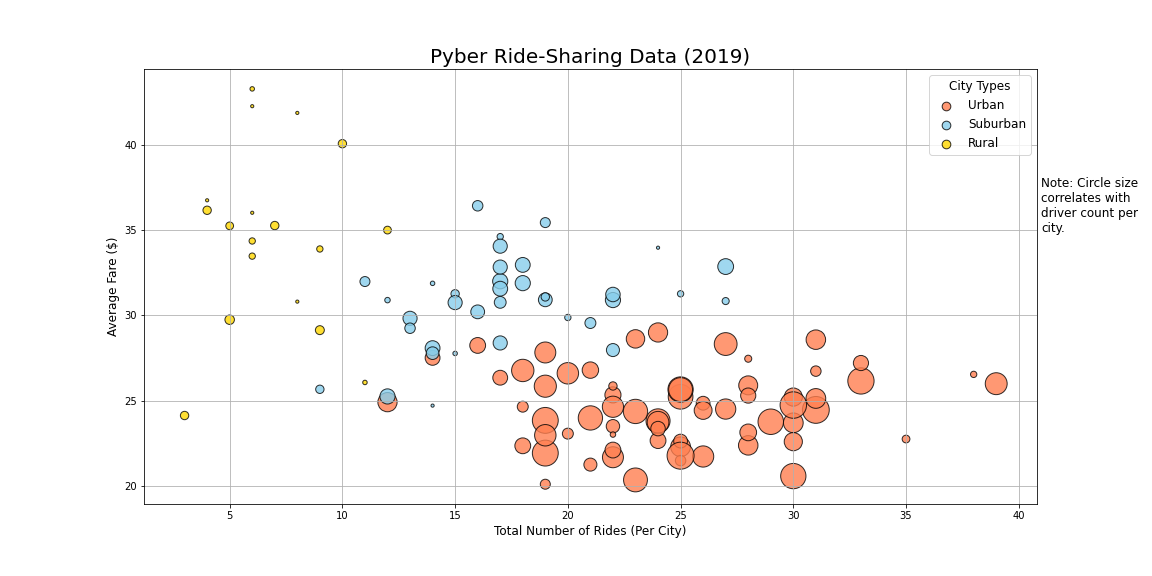 Pyber Ride-Sharing Data (2019)
City Types
Urban
Suburban
Rural
Note: Circle size
correlates with
driver count per
city.
Average Fare ($)
40
35
30
25
20
5 10 15 20 25 30 35 40
Total Number of Rides (Per City)